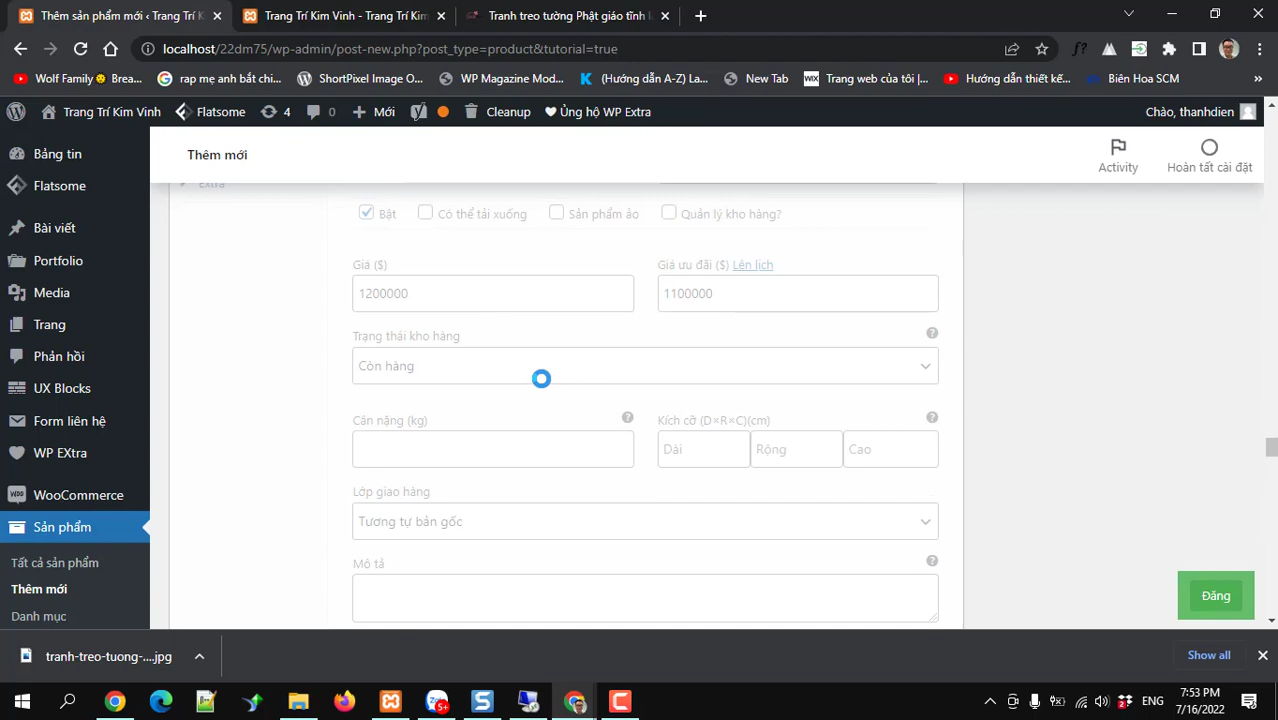 Thêm sản phẩm mới ‹ Trang Trí K
Trang Trí Kim Vinh - Trang Trí Kim
Tranh treo tường Phật giáo tĩnh l
localhost/22dm75/wp-admin/post-new.php?post_type=product&tutorial=true
Wolf Family Brea...
rap mẹ anh bắt chi...
ShortPixel Image O...
WP Magazine Mod...
(Hướng dẫn A-Z) La...
New Tab
Trang web của tôi |...
Hướng dẫn thiết kế...
Biên Hoa SCM
»
Trang Trí Kim Vinh
Flatsome
4
0
Mới
Cleanup
Ủng hộ WP Extra
Chào, thanhdien
Bảng tin
Flatsome
Bài viết
Portfolio
Media
Trang
Phản hồi
UX Blocks
Form liên hệ
WP EXtra
WooCommerce
Sản phẩm
Tất cả sản phẩm
Thêm mới
Danh mục
Thêm mới
Activity
Hoàn tất cài đặt
Extra
Bật
Có thể tải xuống
Sản phẩm ảo
Quản lý kho hàng?
Giá ($)
Giá ưu đãi ($) Lên lịch
1200000
1100000
Trạng thái kho hàng
Còn hàng
Cân nặng (kg)
Kích cỡ (D×R×C)(cm)
Dài
Rộng
Cao
Lớp giao hàng
Tương tự bản gốc
Mô tả
Đăng
tranh-treo-tuong-....jpg
Show all
5+
2
ENG
7:53 PM
7/16/2022